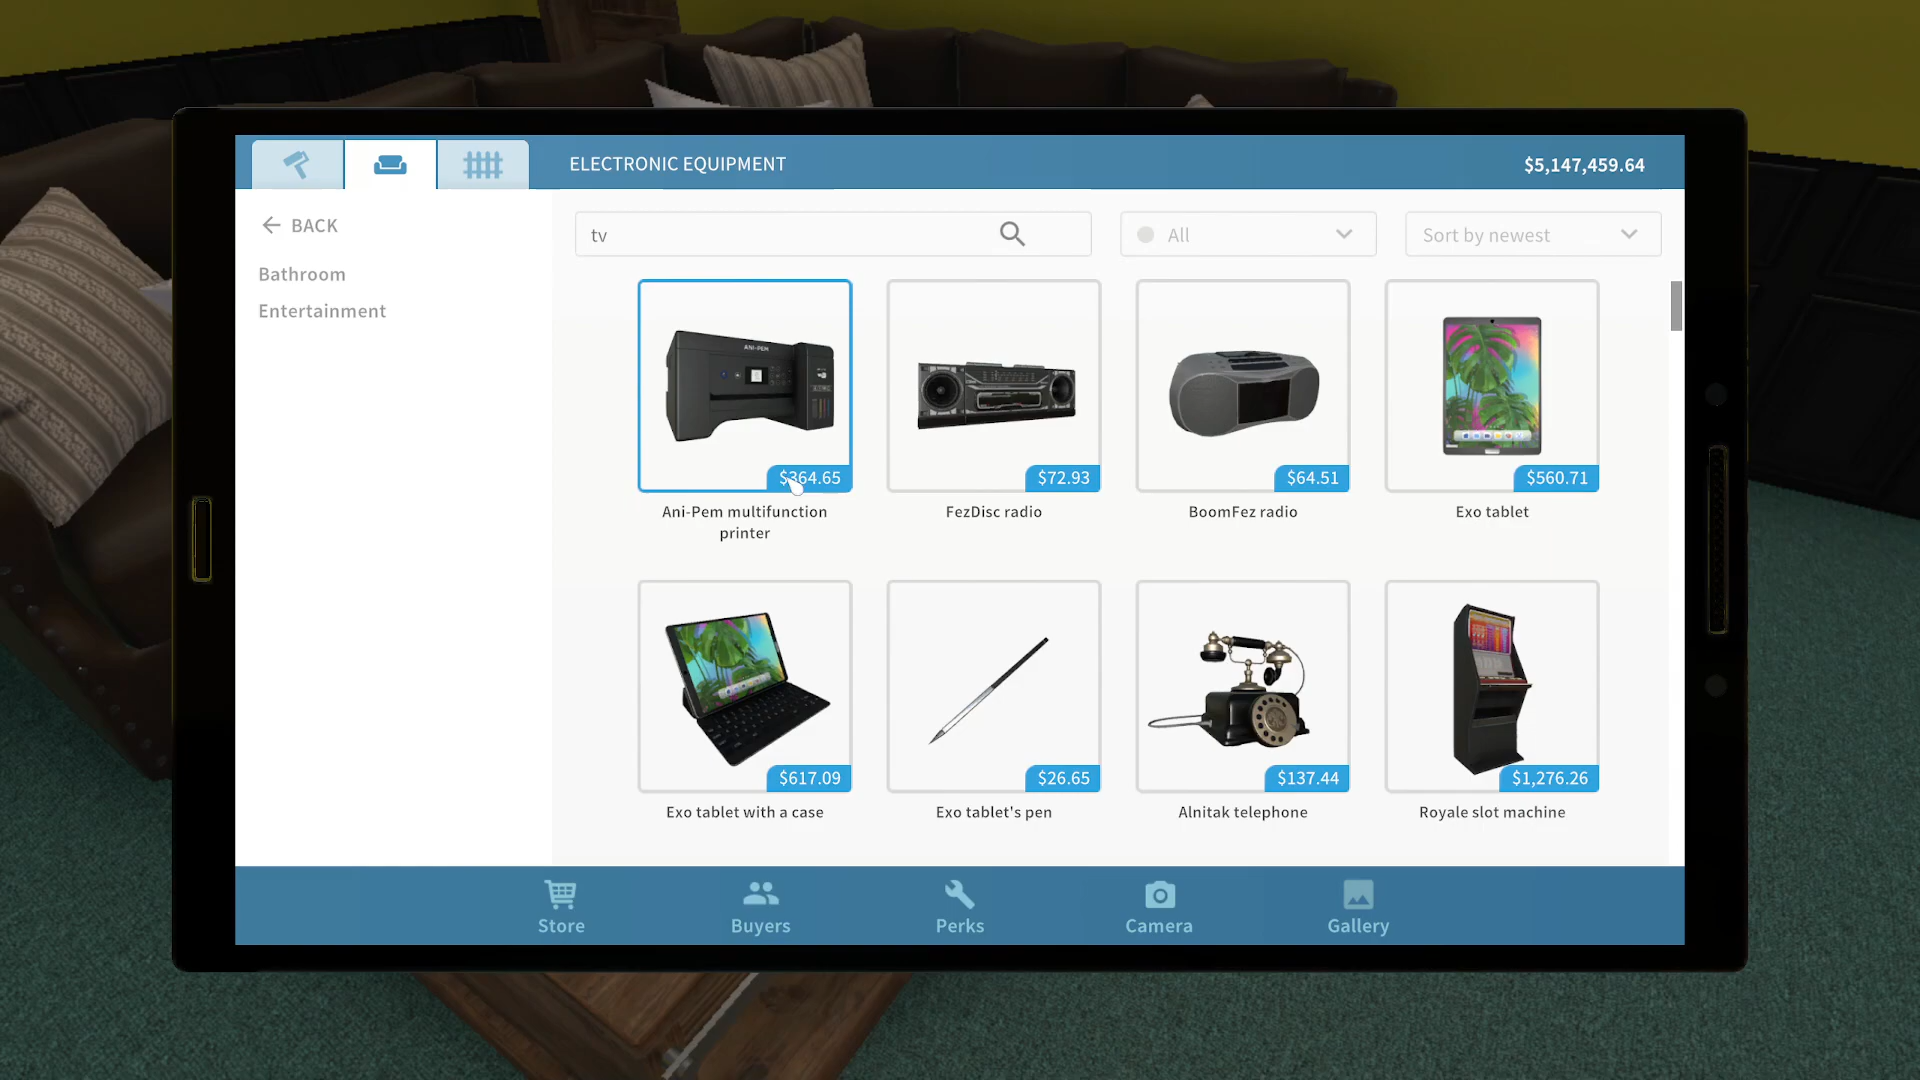 ELECTRONIC EQUIPMENT
$5,147,459.64
BACK
Bathroom
Entertainment
tv
All
Sort by newest
ANI-PEM
$364.65
$72.93
$64.51
$560.71
Ani-Pem multifunction
printer
FezDisc radio
BoomFez radio
Exo tablet
$617.09
$26.65
$137.44
$1,276.26
Exo tablet with a case
Exo tablet's pen
Alnitak telephone
Royale slot machine
Store
Buyers
Perks
Camera
Gallery